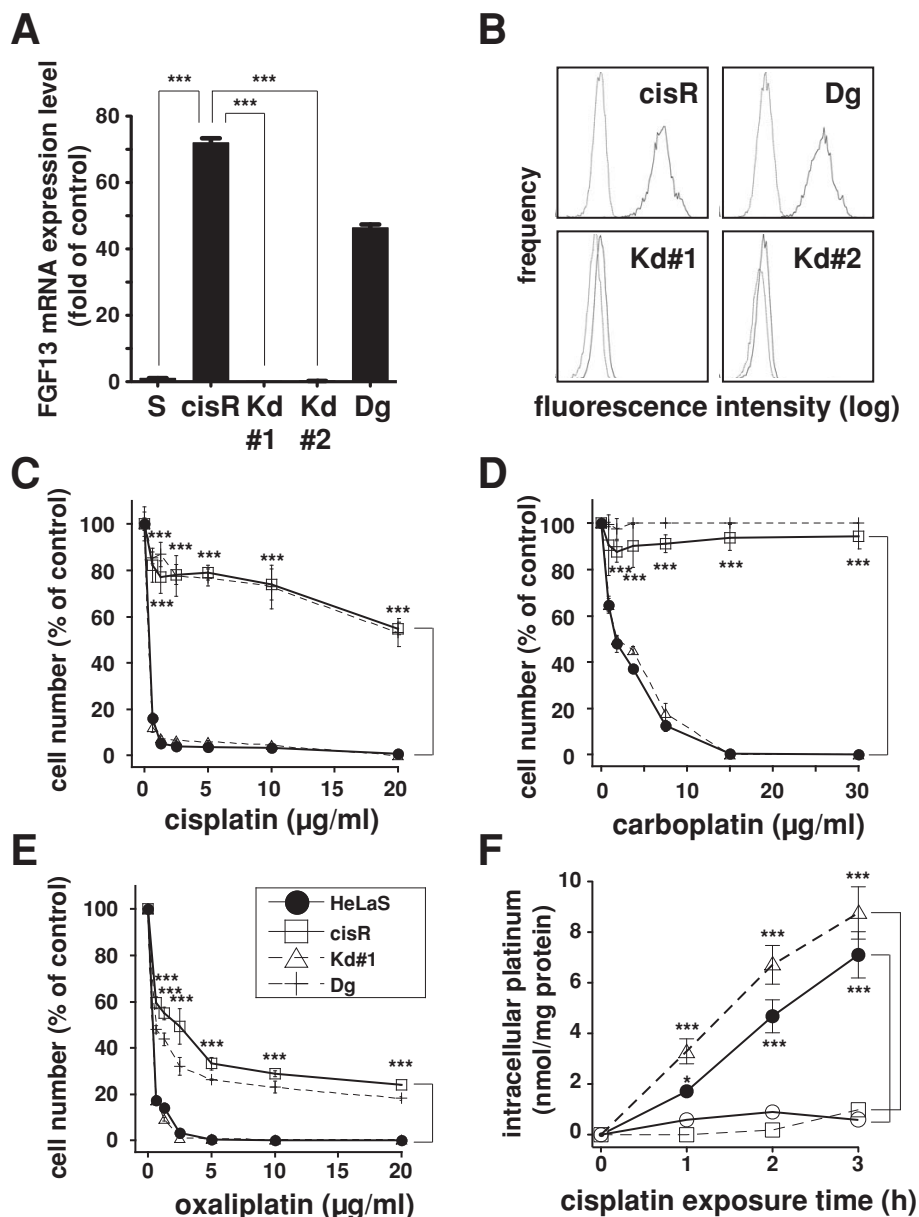 A
FGF13 mRNA expression level
(fold of control)
80
60
40
20
0
***
***
***
S
cisR
Kd
#1
Kd
#2
Dg
B
frequency
cisR
Dg
Kd#1
Kd#2
fluorescence intensity (log)
C
cell number (% of control)
100
80
60
40
20
0
***
***
***
***
***
***
0
5
10
15
20
cisplatin (µg/ml)
D
cell number (% of control)
100
80
60
40
20
0
***
***
***
***
***
0
10
20
30
carboplatin (µg/ml)
E
cell number (% of control)
100
80
60
40
20
0
***
***
***
***
***
***
HeLaS
cisR
Kd#1
Dg
0
5
10
15
20
oxaliplatin (µg/ml)
F
intracellular platinum
(nmol/mg protein)
10
8
6
4
2
0
***
***
***
*
***
***
0
1
2
3
cisplatin exposure time (h)